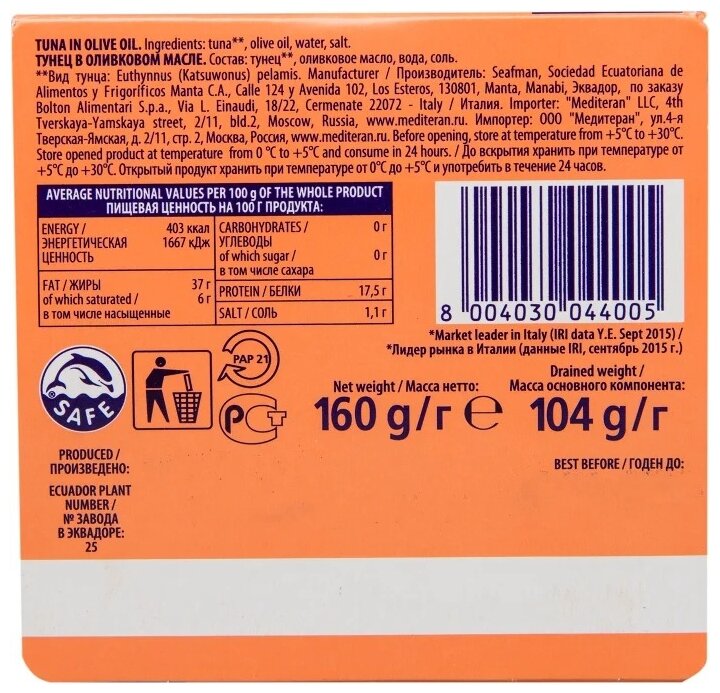 TUNA IN OLIVE OIL. Ingredients: tuna**, olive oil, water, salt.
ТУНЕЦ В ОЛИВКОВОМ МАСЛЕ. Состав: тунец**, оливковое масло, вода, соль.
**Вид тунца: Euthynnus (Katsuwonus) pelamis. Manufacturer / Производитель: Seafman, Sociedad Ecuatoriana de
Alimentos y Frigoríficos Manta C.A., Calle 124 y Avenida 102, Los Esteros, 130801, Manta, Manabi, Эквадор, по заказу
Bolton Alimentari S.p.a., Via L. Einaudi, 18/22, Cermenate 22072 - Italy / Италия. Importer: "Mediteran" LLC, 4th
Tverskaya-Yamskaya street, 2/11, bld.2, Moscow, Russia, www.mediteran.ru. Импортер: ООО "Медитеран", ул.4-я
Тверская-Ямская, д. 2/11, стр. 2, Москва, Россия, www.mediteran.ru. Before opening, store at temperature from +5°C to +30°C.
Store opened product at temperature from 0 °C to +5°C and consume in 24 hours. / До вскрытия хранить при температуре от
+5°С до +30°С. Открытый продукт хранить при температуре от 0°С до +5°С и употребить в течение 24 часов.
AVERAGE NUTRITIONAL VALUES PER 100 g OF THE WHOLE PRODUCT
ПИЩЕВАЯ ЦЕННОСТЬ НА 100 Г ПРОДУКТА:
ENERGY / 403 ккал
ЭНЕРГЕТИЧЕСКАЯ 1667 кДж
ЦЕННОСТЬ
FAT / ЖИРЫ 37 г
of which saturated / 6 г
в том числе насыщенные
CARBOHYDRATES / 0 г
УГЛЕВОДЫ
of which sugar / 0 г
в том числе сахара
PROTEIN / БЕЛКИ 17,5 г
SALT / СОЛЬ 1,1 г
8 004030 044005
*Market leader in Italy (IRI data Y.E. Sept 2015) /
*Лидер рынка в Италии (данные IRI, сентябрь 2015 г.)
SAFE
PAP 21
РСТ
Net weight / Масса нетто:
160 g/г e
Drained weight /
Масса основного компонента:
104 g/г
PRODUCED /
ПРОИЗВЕДЕНО:
BEST BEFORE / ГОДЕН ДО:
ECUADOR PLANT
NUMBER /
№ ЗАВОДА
В ЭКВАДОРЕ:
25